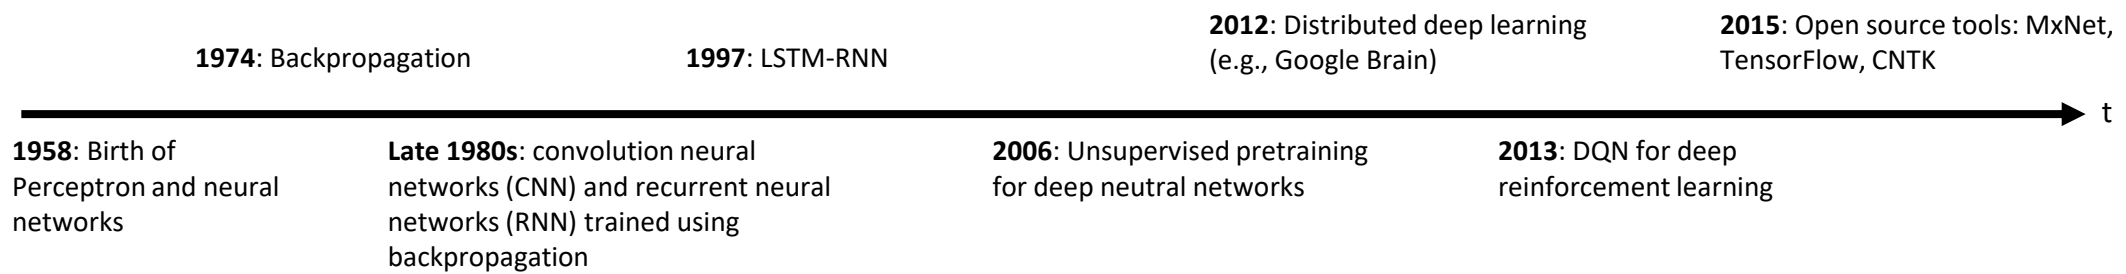 1974: Backpropagation
1997: LSTM-RNN
2012: Distributed deep learning
(e.g., Google Brain)
2015: Open source tools: MxNet,
TensorFlow, CNTK
t
1958: Birth of
Perceptron and neural
networks
Late 1980s: convolution neural
networks (CNN) and recurrent neural
networks (RNN) trained using
backpropagation
2006: Unsupervised pretraining
for deep neutral networks
2013: DQN for deep
reinforcement learning